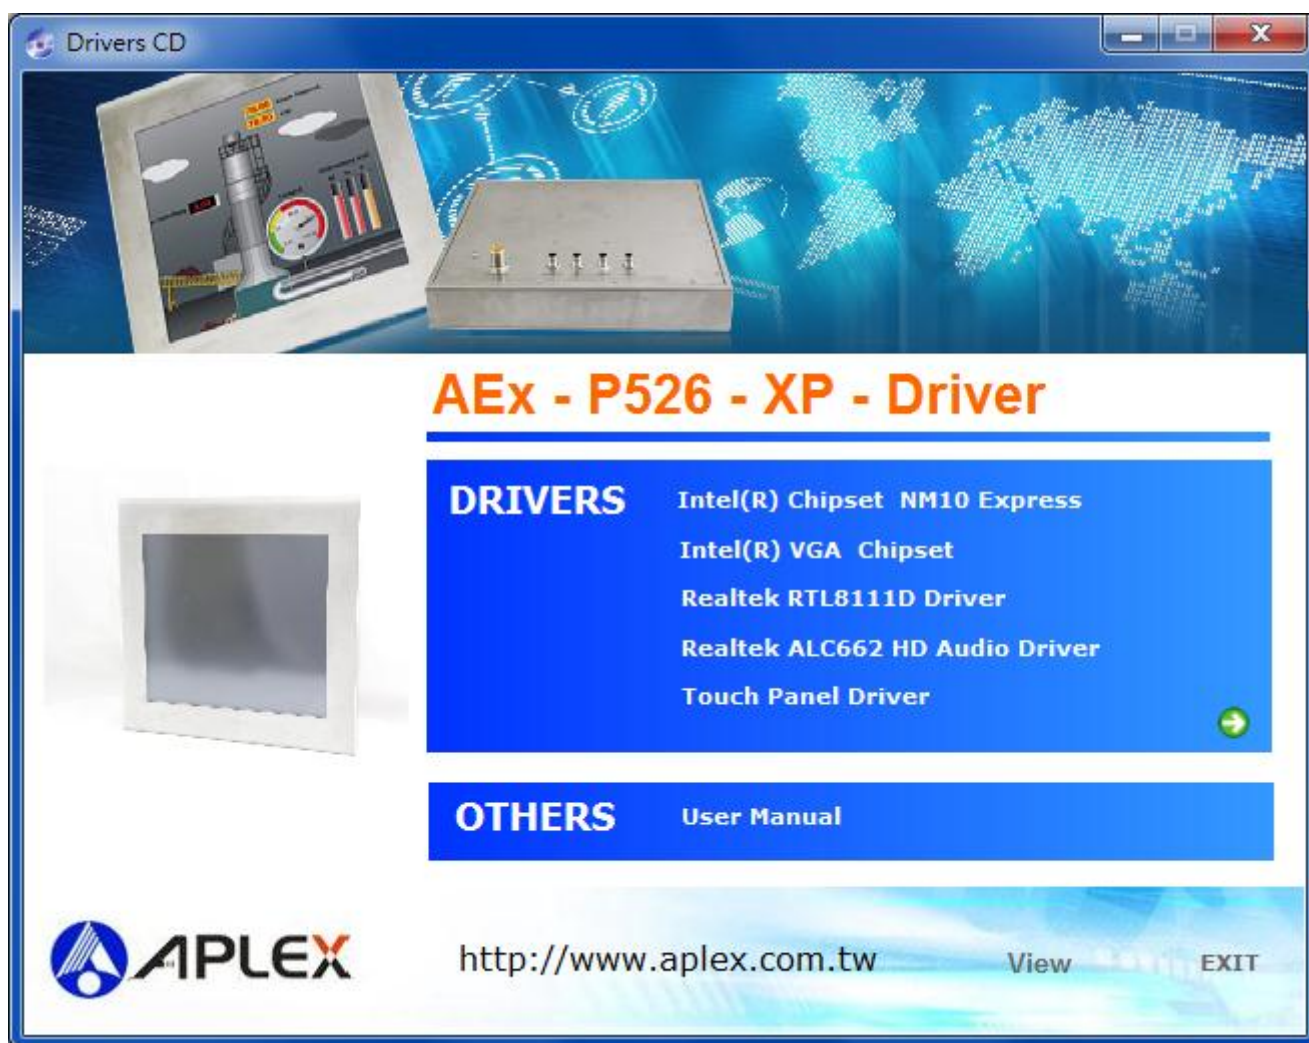 Drivers CD
AEx - P526 - XP - Driver
DRIVERS
Intel(R) Chipset NM10 Express
Intel(R) VGA Chipset
Realtek RTL8111D Driver
Realtek ALC662 HD Audio Driver
Touch Panel Driver
OTHERS
User Manual
APLEX
http://www.aplex.com.tw
View
EXIT